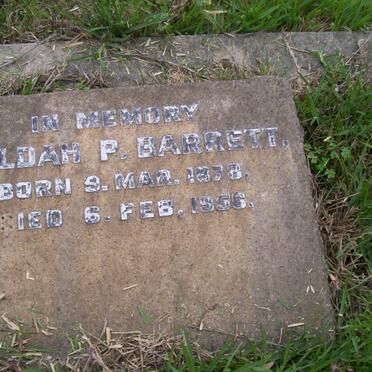 IN MEMORY
LDAH P. BARRETT,
BORN 9. MAR. 1878.
IED 6. FEB. 1956.